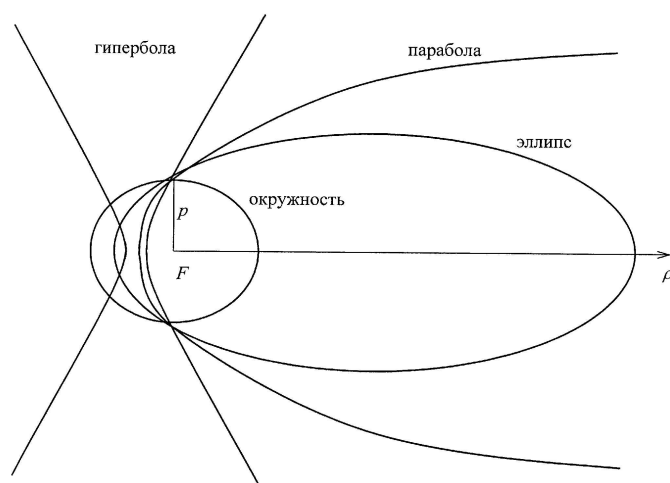 гипербола
парабола
эллипс
окружность
p
F
ρ